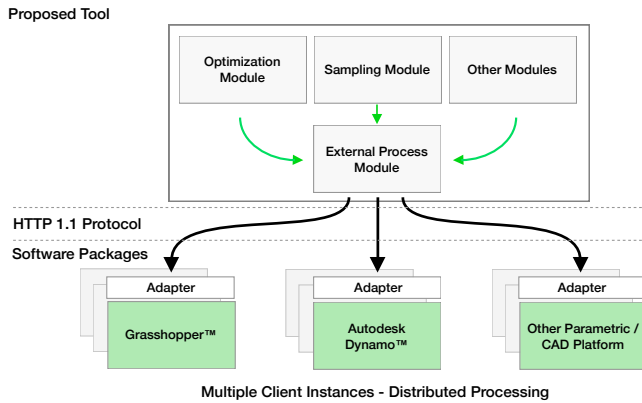 Proposed Tool
Optimization
Module
Sampling Module
Other Modules
External Process
Module
HTTP 1.1 Protocol
Software Packages
Adapter
Grasshopper™
Adapter
Autodesk
Dynamo™
Adapter
Other Parametric /
CAD Platform
Multiple Client Instances - Distributed Processing